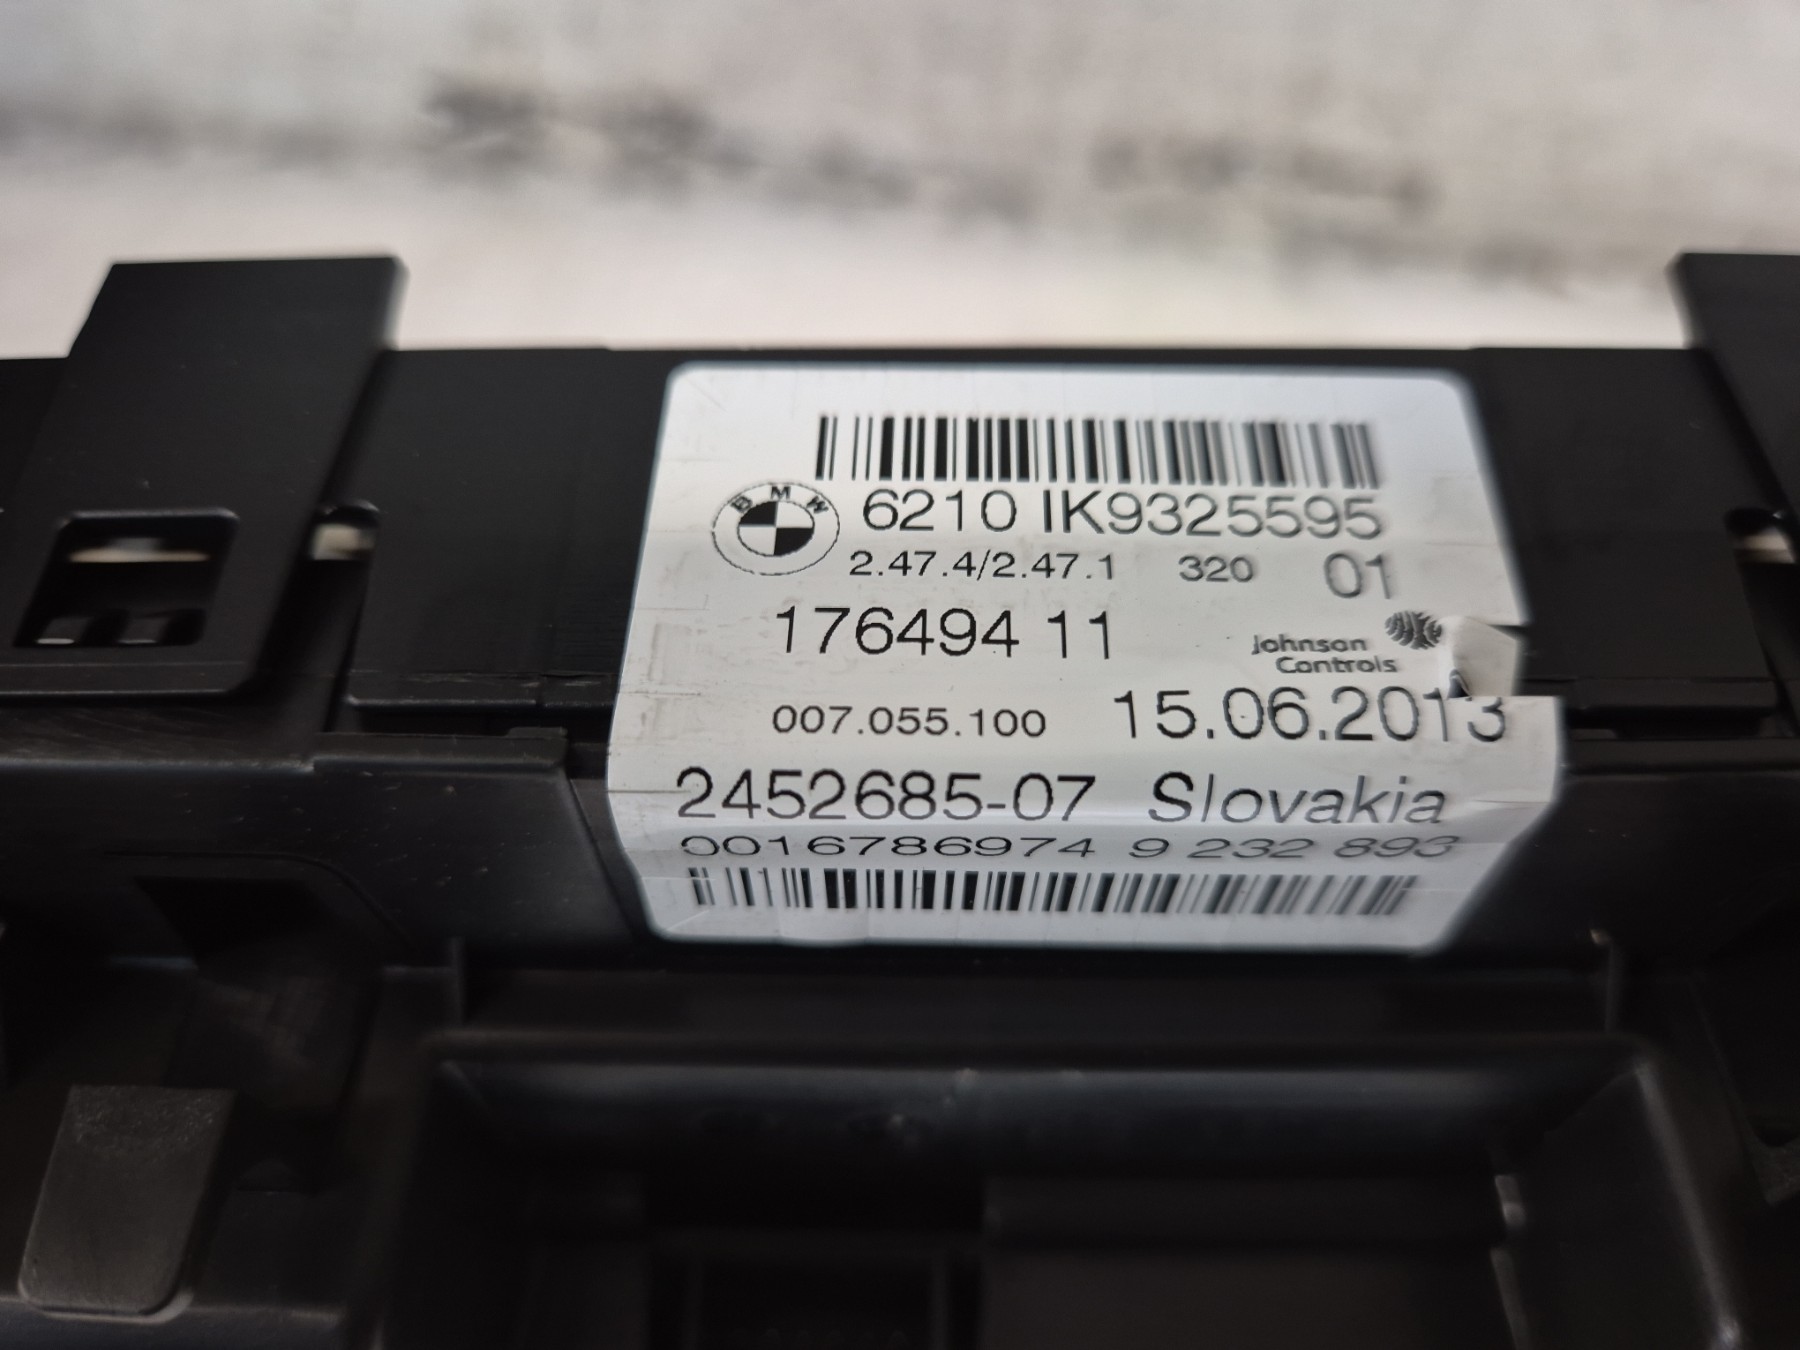 BMW
6210 IK9325595
2.47.4/2.47.1 320 01
176494 11
Johnson
Controls
007.055.100 15.06.2013
2452685-07 Slovakia
0016786974 9 232 893